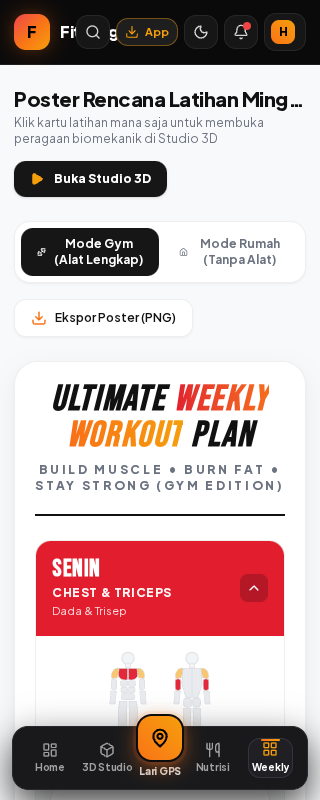 F
App
H
Poster Rencana Latihan Ming...
Klik kartu latihan mana saja untuk membuka
peragaan biomekanik di Studio 3D
Buka Studio 3D
Mode Gym
(Alat Lengkap)
Mode Rumah
(Tanpa Alat)
Ekspor Poster (PNG)
ULTIMATE WEEKLY
WORKOUT PLAN
BUILD MUSCLE • BURN FAT •
STAY STRONG (GYM EDITION)
SENIN
CHEST & TRICEPS
Dada & Trisep
Home
3D Studio
Lari GPS
Nutrisi
Weekly